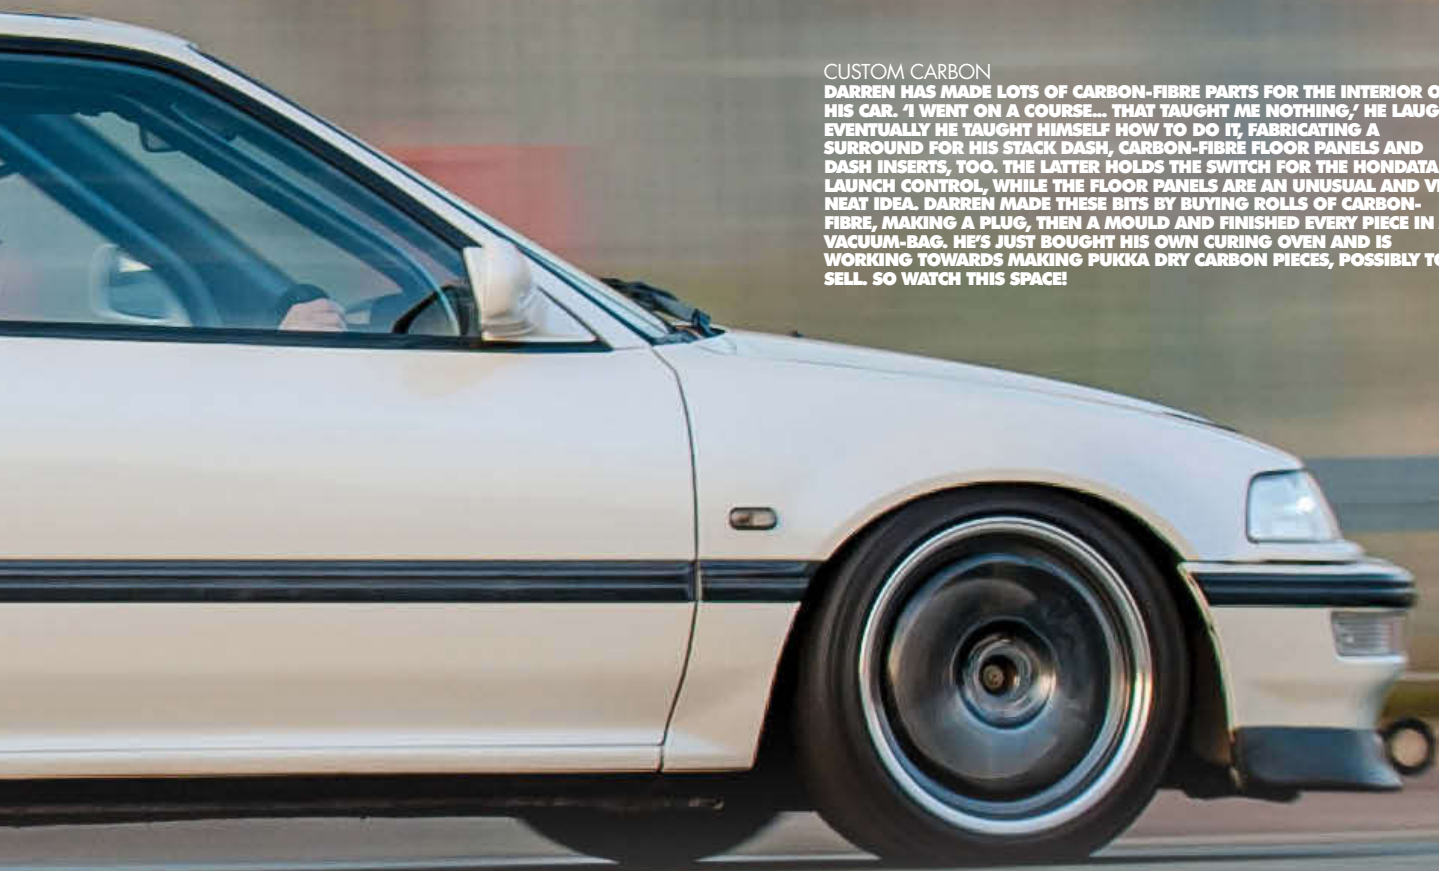 CUSTOM CARBON
DARREN HAS MADE LOTS OF CARBON-FIBRE PARTS FOR THE INTERIOR
HIS CAR. ‘I WENT ON A COURSE... THAT TAUGHT ME NOTHING,’ HE
EVENTUALLY HE TAUGHT HIMSELF HOW TO DO IT, FABRICATING A
SURROUND FOR HIS STACK DASH, CARBON-FIBRE FLOOR PANELS AND
DASH INSERTS, TOO. THE LATTER HOLDS THE SWITCH FOR THE HONDATA
LAUNCH CONTROL, WHILE THE FLOOR PANELS ARE AN UNUSUAL AND
NEAT IDEA. DARREN MADE THESE BITS BY BUYING ROLLS OF CARBON-
FIBRE, MAKING A PLUG, THEN A MOULD AND FINISHED EVERY PIECE IN
VACUUM-BAG. HE’S JUST BOUGHT HIS OWN CURING OVEN AND IS
WORKING TOWARDS MAKING PUKKA DRY CARBON PIECES, POSSIBLY
SELL. SO WATCH THIS SPACE!